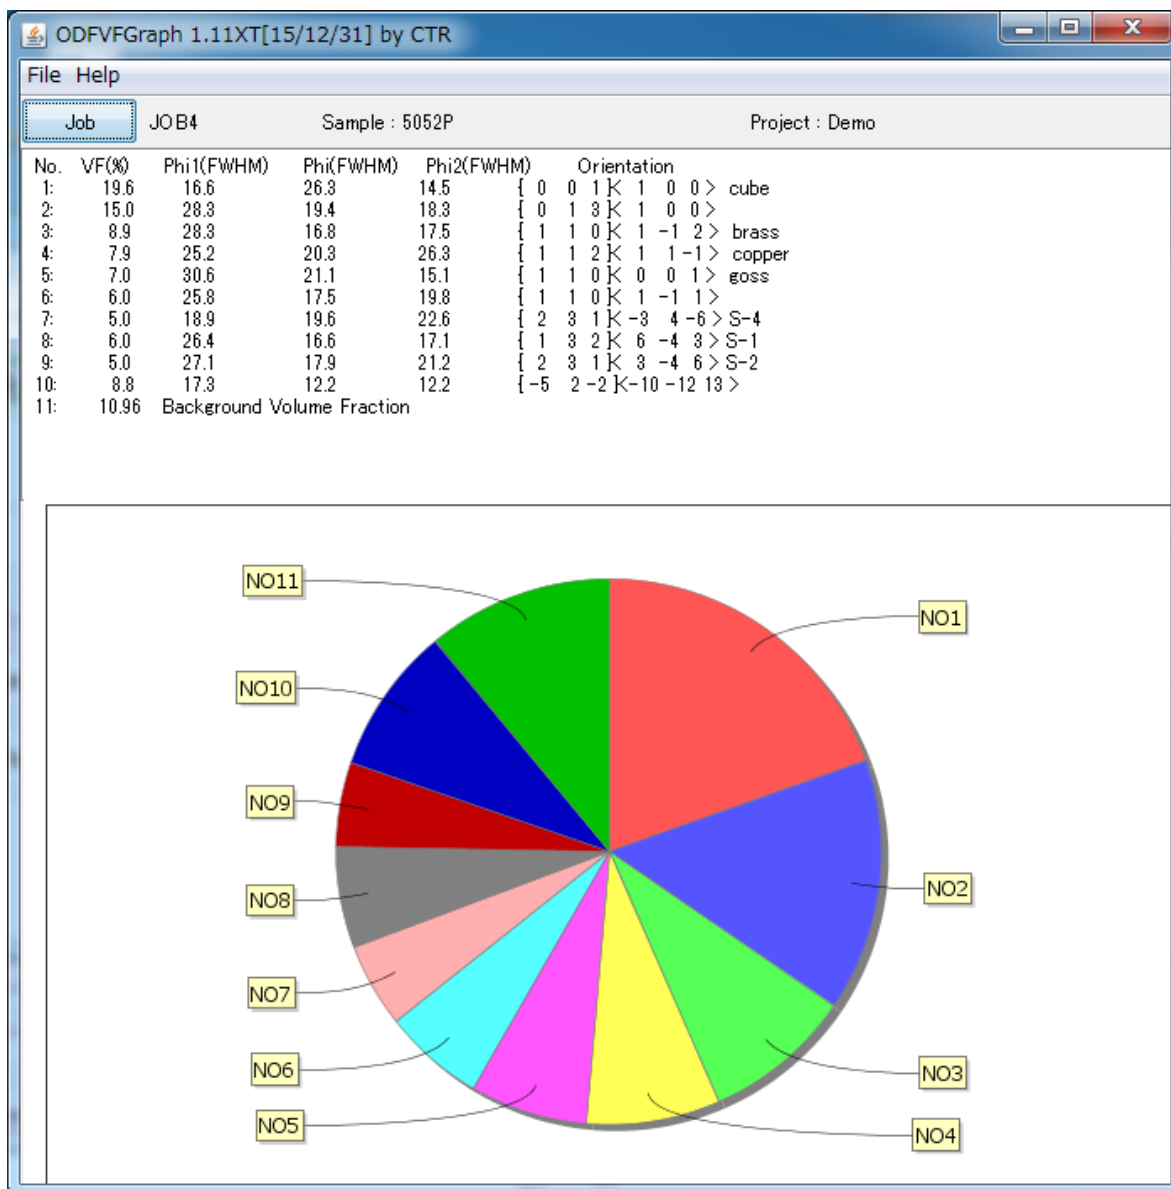 ODFVFGraph 1.11XT[15/12/31] by CTR
File Help
Job JOB4 Sample : 5052P Project : Demo
No. VF(%) Phi1(FWHM) Phi(FWHM) Phi2(FWHM) Orientation
1: 19.6 16.6 26.3 14.5 { 0 0 1}< 1 0 0> cube
2: 15.0 28.3 19.4 18.3 { 0 1 3}< 1 0 0>
3: 8.9 28.3 16.8 17.5 { 1 1 0}< 1 -1 2> brass
4: 7.9 25.2 20.3 26.3 { 1 1 2}< 1 1 -1> copper
5: 7.0 30.6 21.1 15.1 { 1 1 0}< 0 0 1> goss
6: 6.0 25.8 17.5 19.8 { 1 1 0}< 1 -1 1>
7: 5.0 18.9 19.6 22.6 { 2 3 1}< -3 4 -6> S-4
8: 6.0 26.4 16.6 17.1 { 1 3 2}< 6 -4 3> S-1
9: 5.0 27.1 17.9 21.2 { 2 3 1}< 3 -4 6> S-2
10: 8.8 17.3 12.2 12.2 {-5 2 -2}<-10 -12 13>
11: 10.96 Background Volume Fraction
NO11
NO1
NO10
NO9
NO2
NO8
NO7
NO6
NO3
NO5
NO4